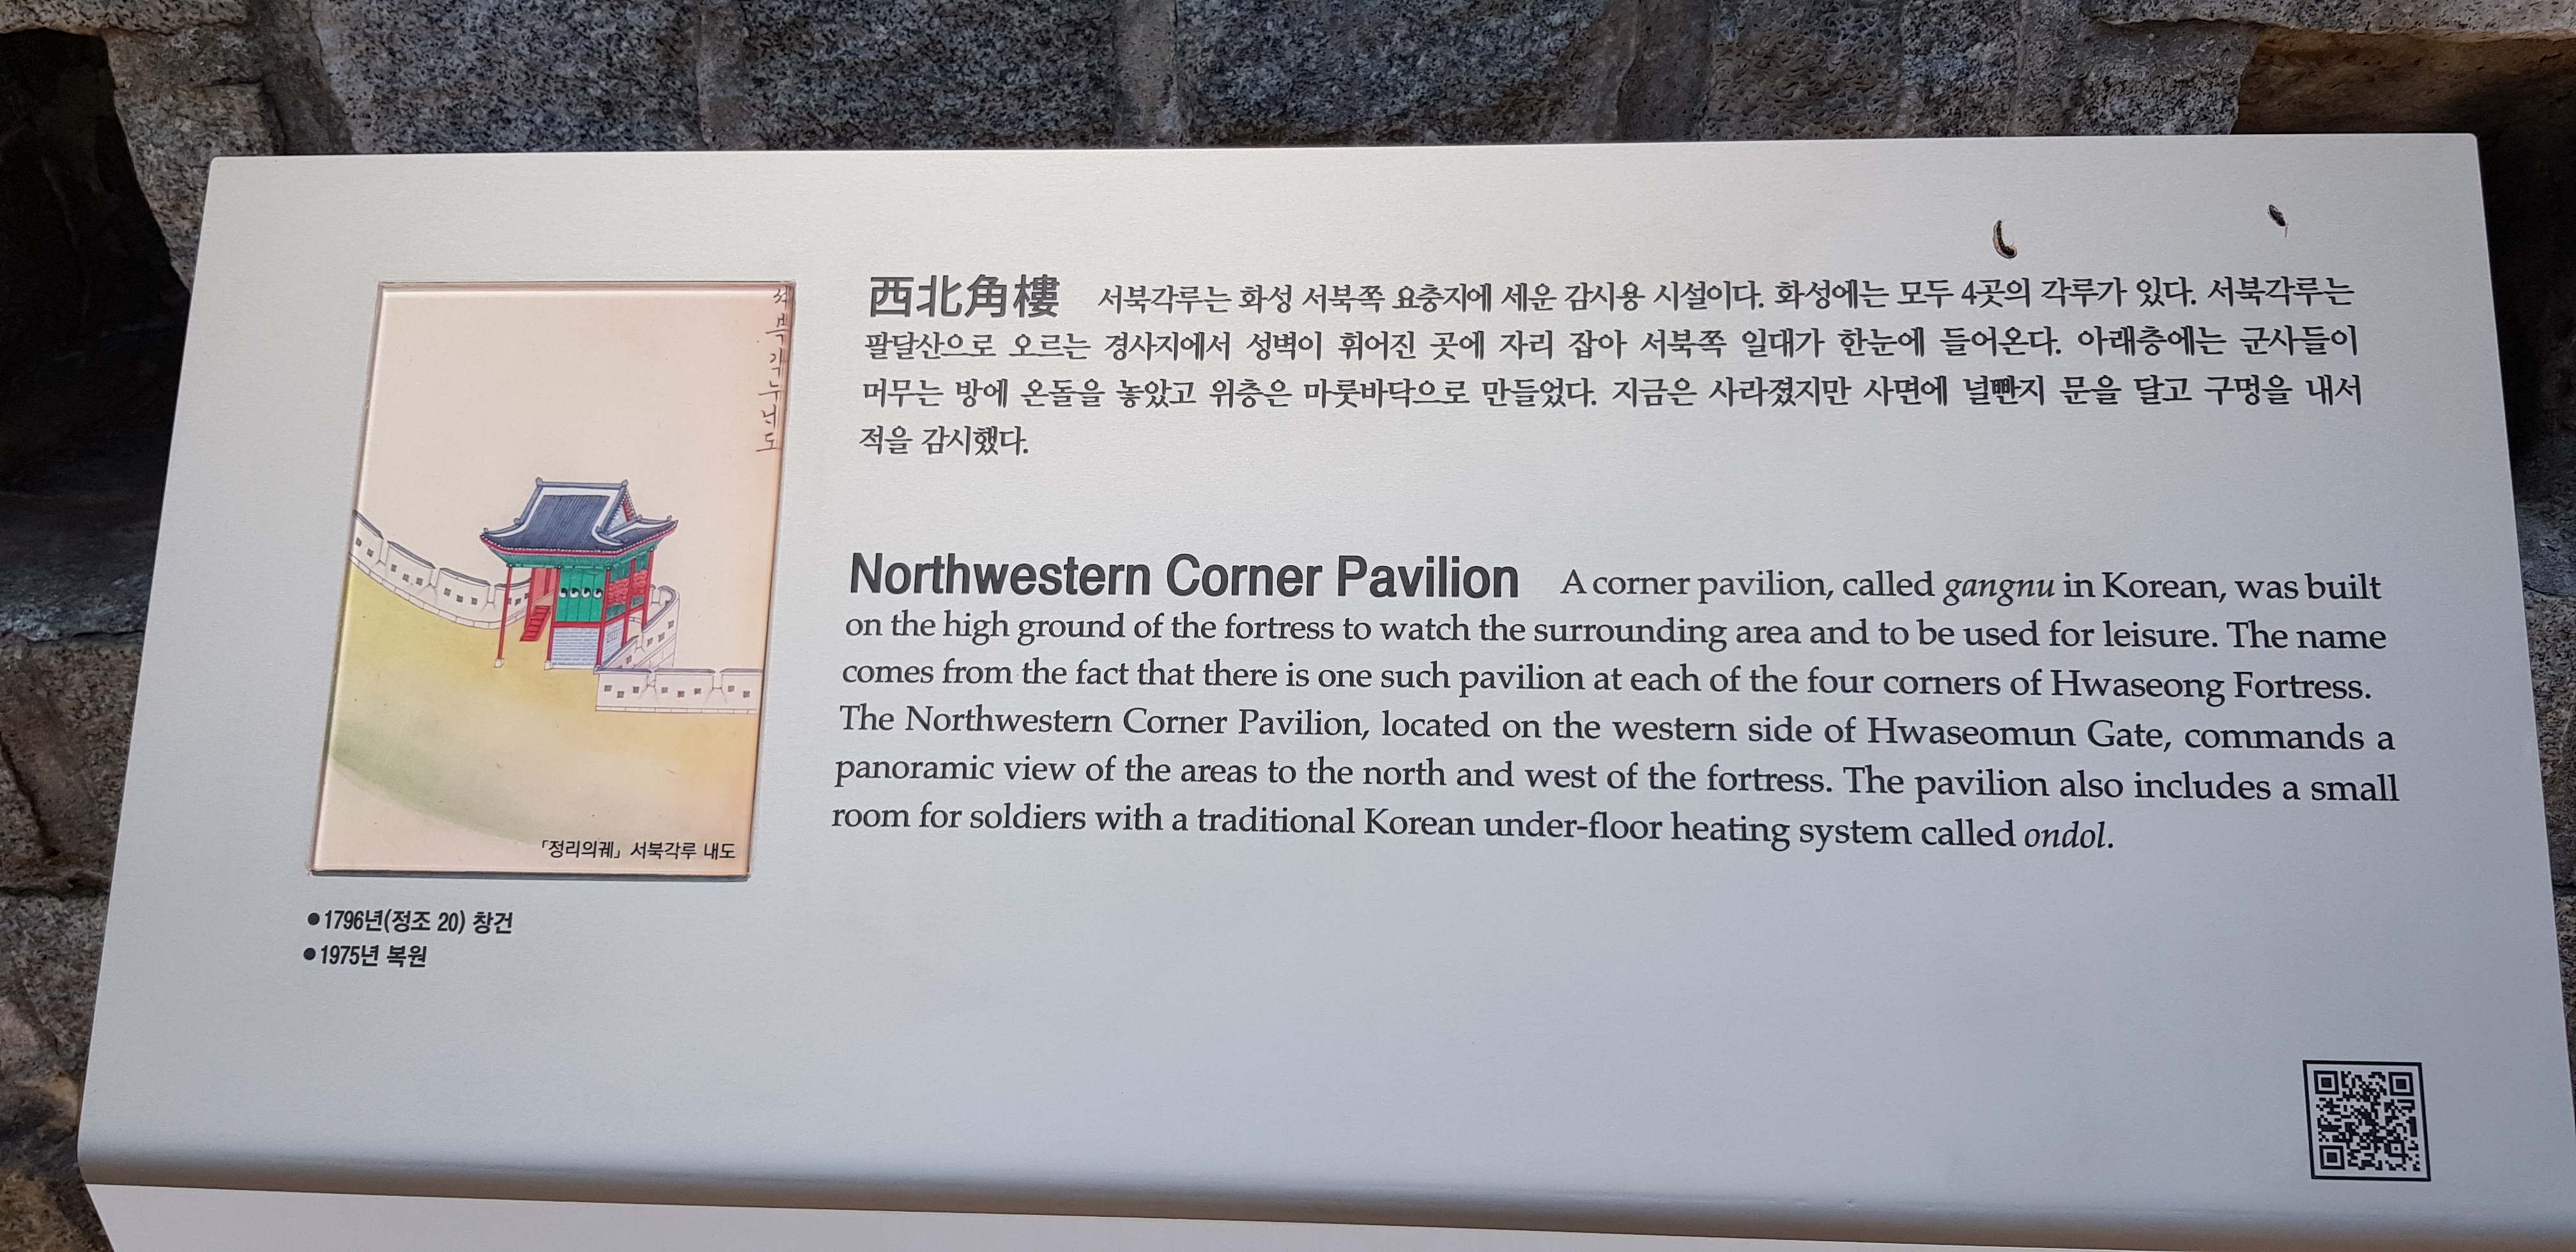 서쪽각누닉도
「정리의궤」 서북각루 내도
●1796년(정조 20) 창건
●1975년 복원
西北角樓 서북각루는 화성 서북쪽 요충지에 세운 감시용 시설이다. 화성에는 모두 4곳의 각루가 있다. 서북각루는
팔달산으로 오르는 경사지에서 성벽이 휘어진 곳에 자리 잡아 서북쪽 일대가 한눈에 들어온다. 아래층에는 군사들이
머무는 방에 온돌을 놓았고 위층은 마룻바닥으로 만들었다. 지금은 사라졌지만 사면에 널빤지 문을 달고 구멍을 내서
적을 감시했다.
Northwestern Corner Pavilion A corner pavilion, called gangnu in Korean, was built
on the high ground of the fortress to watch the surrounding area and to be used for leisure. The name
comes from the fact that there is one such pavilion at each of the four corners of Hwaseong Fortress.
The Northwestern Corner Pavilion, located on the western side of Hwaseomun Gate, commands a
panoramic view of the areas to the north and west of the fortress. The pavilion also includes a small
room for soldiers with a traditional Korean under-floor heating system called ondol.